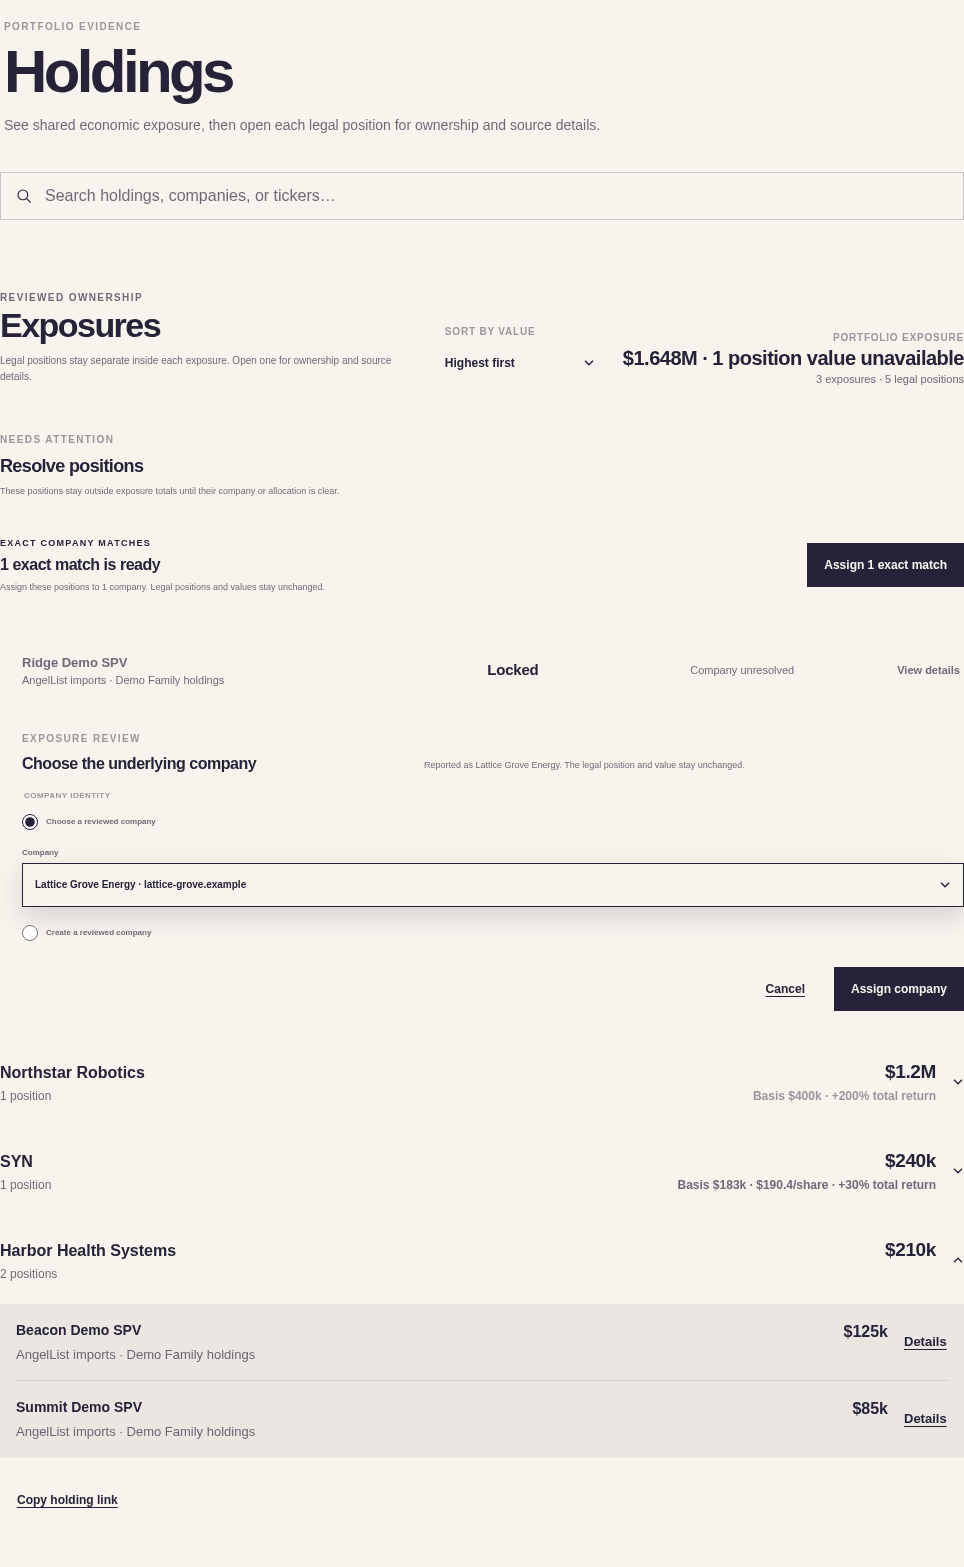 PORTFOLIO EVIDENCE
Holdings
See shared economic exposure, then open each legal position for ownership and source details.
Search holdings, companies, or tickers…
REVIEWED OWNERSHIP
Exposures
Legal positions stay separate inside each exposure. Open one for ownership and source
details.
SORT BY VALUE
Highest first
PORTFOLIO EXPOSURE
$1.648M · 1 position value unavailable
3 exposures · 5 legal positions
NEEDS ATTENTION
Resolve positions
These positions stay outside exposure totals until their company or allocation is clear.
EXACT COMPANY MATCHES
1 exact match is ready
Assign these positions to 1 company. Legal positions and values stay unchanged.
Assign 1 exact match
Ridge Demo SPV
AngelList imports · Demo Family holdings
Locked
Company unresolved
View details
EXPOSURE REVIEW
Choose the underlying company
Reported as Lattice Grove Energy. The legal position and value stay unchanged.
COMPANY IDENTITY
Choose a reviewed company
Company
Lattice Grove Energy · lattice-grove.example
Create a reviewed company
Cancel
Assign company
Northstar Robotics
1 position
$1.2M
Basis $400k · +200% total return
SYN
1 position
$240k
Basis $183k · $190.4/share · +30% total return
Harbor Health Systems
2 positions
$210k
Beacon Demo SPV
AngelList imports · Demo Family holdings
$125k
Details
Summit Demo SPV
AngelList imports · Demo Family holdings
$85k
Details
Copy holding link